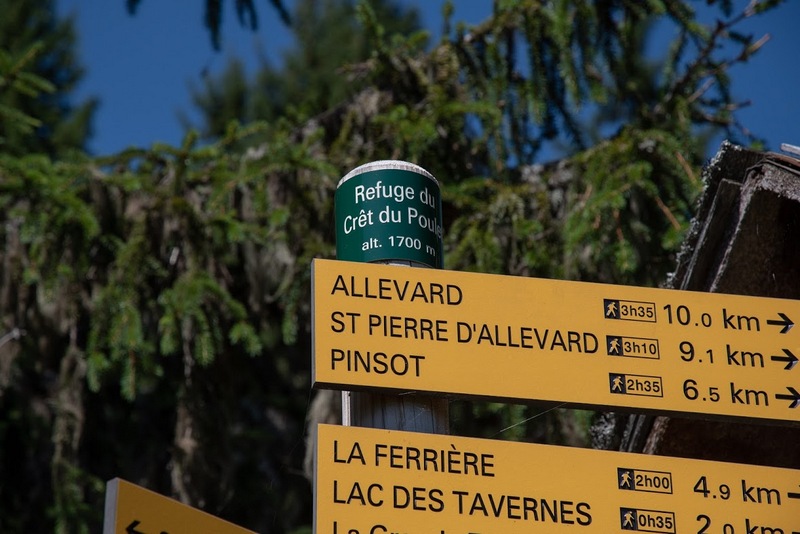 Refuge du
Crêt du Poulet
alt. 1700 m
ALLEVARD 3h35 10.0 km →
ST PIERRE D'ALLEVARD 3h10 9.1 km →
PINSOT 2h35 6.5 km →
LA FERRIÈRE 2h00 4.9 km
LAC DES TAVERNES 0h35 2.0 km
La